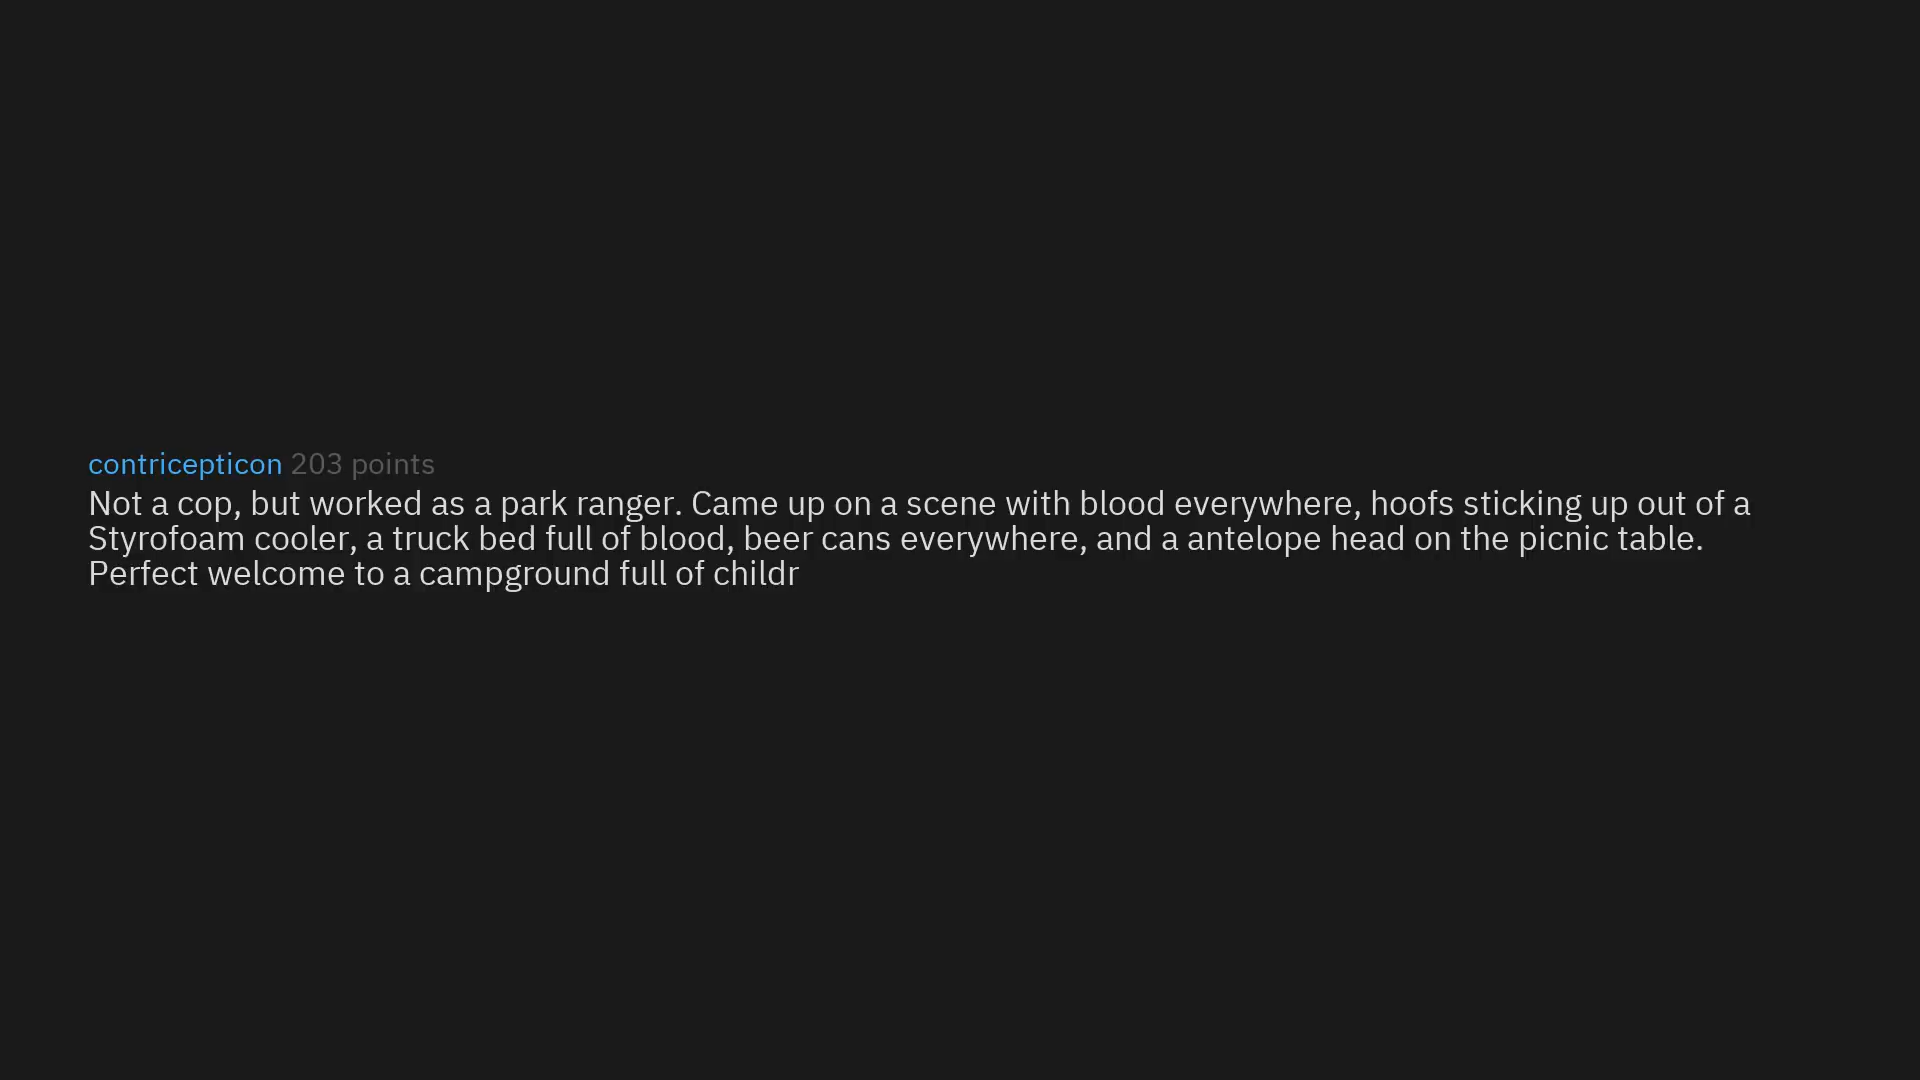 contricepticon 203 points
Not a cop, but worked as a park ranger. Came up on a scene with blood everywhere, hoofs sticking up out of a
Styrofoam cooler, a truck bed full of blood, beer cans everywhere, and a antelope head on the picnic table.
Perfect welcome to a campground full of childr